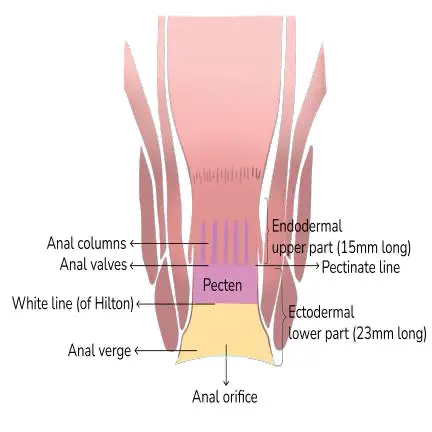 Endodermal
upper part (15mm long)
Anal columns
Anal valves
Pectinate line
Pecten
White line (of Hilton)
Ectodermal
lower part (23mm long)
Anal verge
Anal orifice